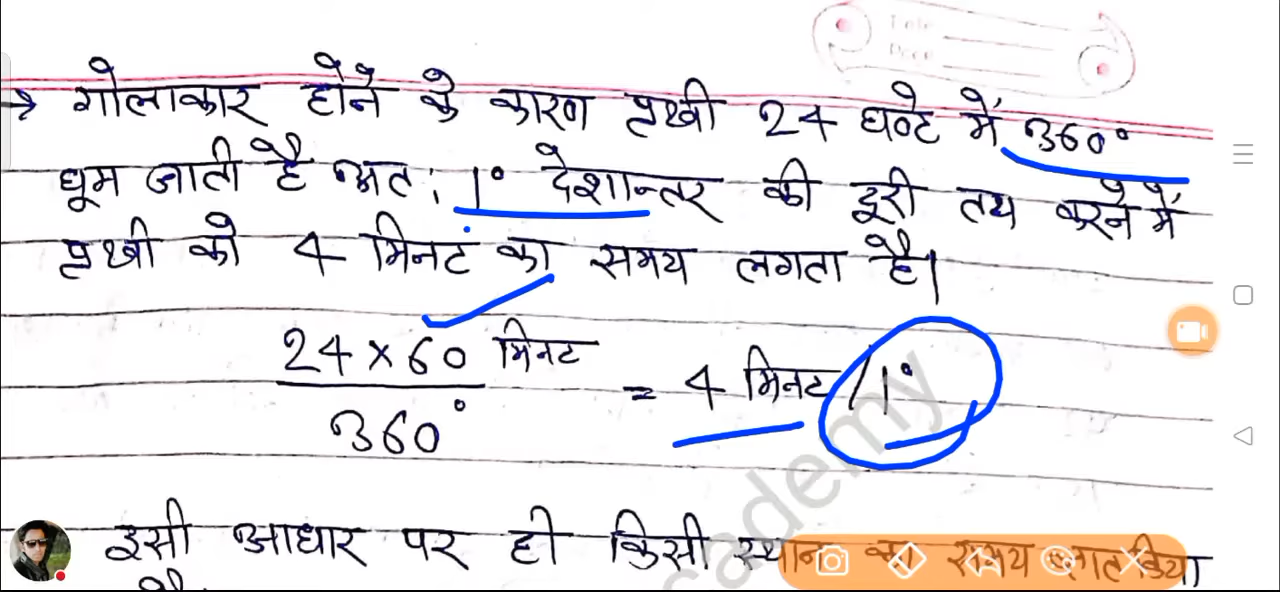 → गोलाकार होने के कारण पृथ्वी 24 घण्टे में 360°
घूम जाती है अतः 1° देशान्तर की दूरी तय करने में
पृथ्वी को 4 मिनट का समय लगता है।
24 × 60 मिनट
360°
= 4 मिनट / 1°
इसी आधार पर ही किसी स्थान का समय ज्ञात किया
है
cademy